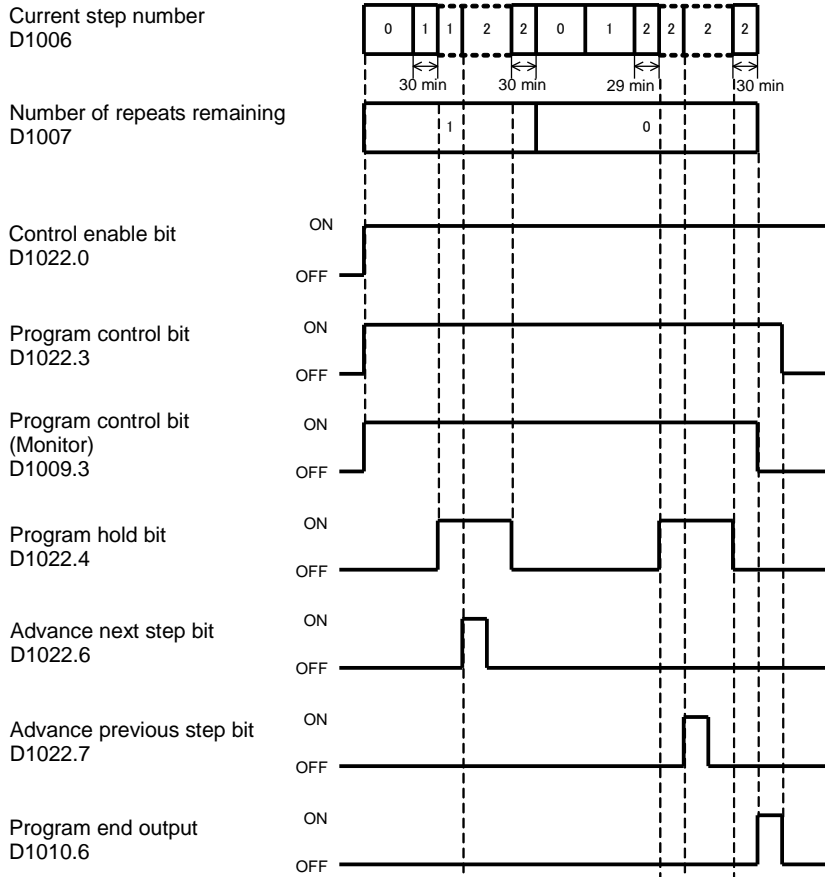 Current step number
D1006
0 1 1 2 2 0 1 2 2 2 2
30 min 30 min 29 min 30 min
Number of repeats remaining
D1007
1 0
Control enable bit
D1022.0
ON
OFF
Program control bit
D1022.3
ON
OFF
Program control bit
(Monitor)
D1009.3
ON
OFF
Program hold bit
D1022.4
ON
OFF
Advance next step bit
D1022.6
ON
OFF
Advance previous step bit
D1022.7
ON
OFF
Program end output
D1010.6
ON
OFF